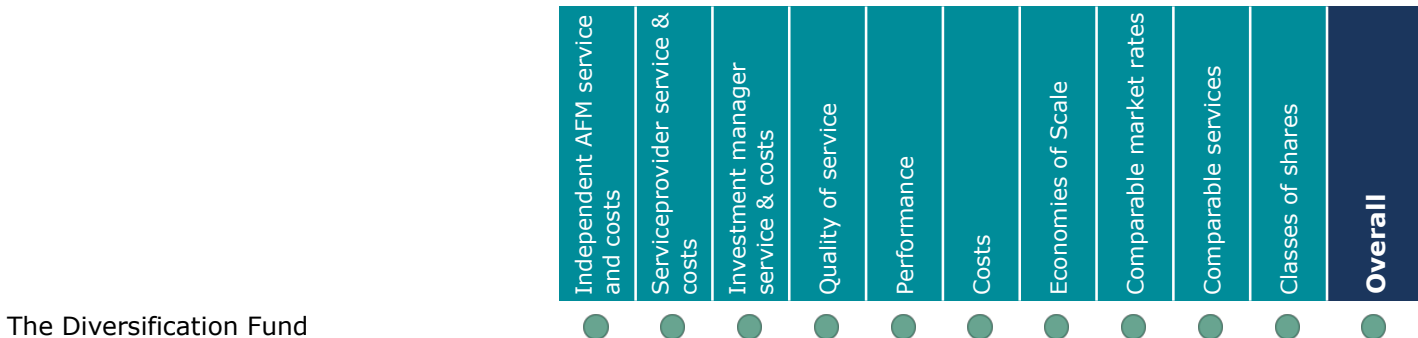 Independent AFM service
and costs
Serviceprovider service &
costs
Investment manager
service & costs
Quality of service
Performance
Costs
Economies of Scale
Comparable market rates
Comparable services
Classes of shares
Overall
The Diversification Fund